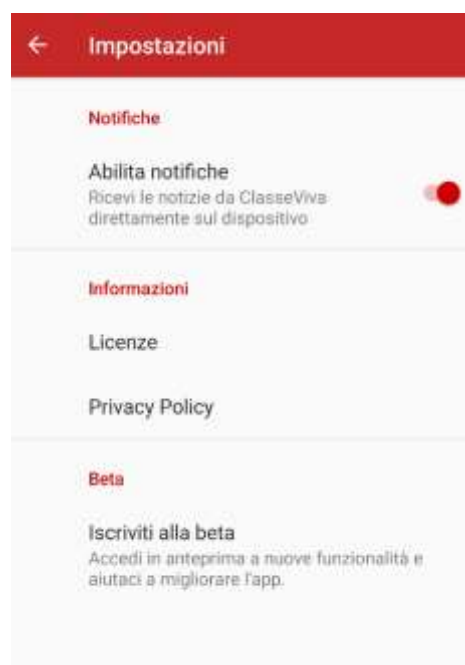 Impostazioni
Notifiche
Abilita notifiche
Ricevi le notizie da ClasseViva
direttamente sul dispositivo
Informazioni
Licenze
Privacy Policy
Beta
Iscriviti alla beta
Accedi in anteprima a nuove funzionalità e
aiutaci a migliorare l'app.